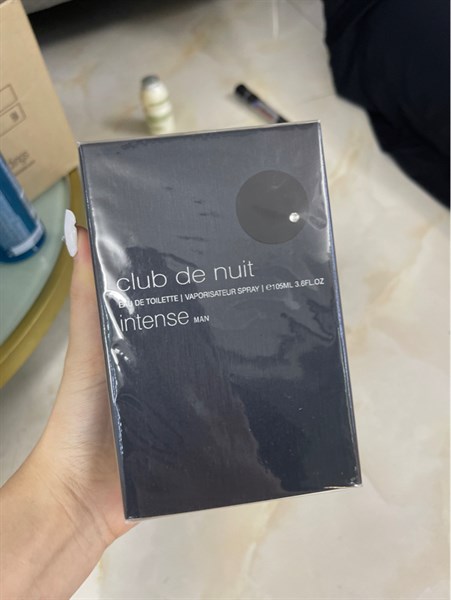 club de nuit
EAU DE TOILETTE | VAPORISATEUR SPRAY | ℮105ML 3.6FL.OZ
intense MAN